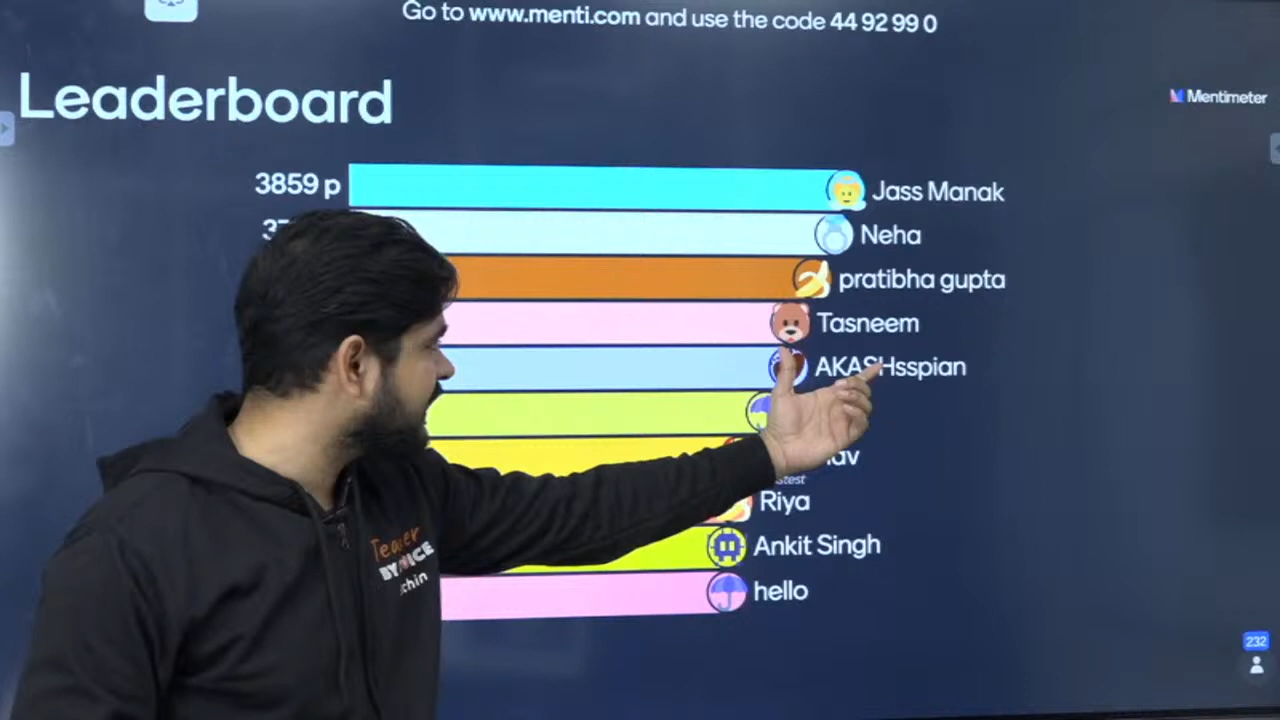 Go to www.menti.com and use the code 44 92 99 0
Leaderboard
Mentimeter
3859 p
Jass Manak
Neha
pratibha gupta
Tasneem
AKASHsspian
Riya
Ankit Singh
hello
BY
232